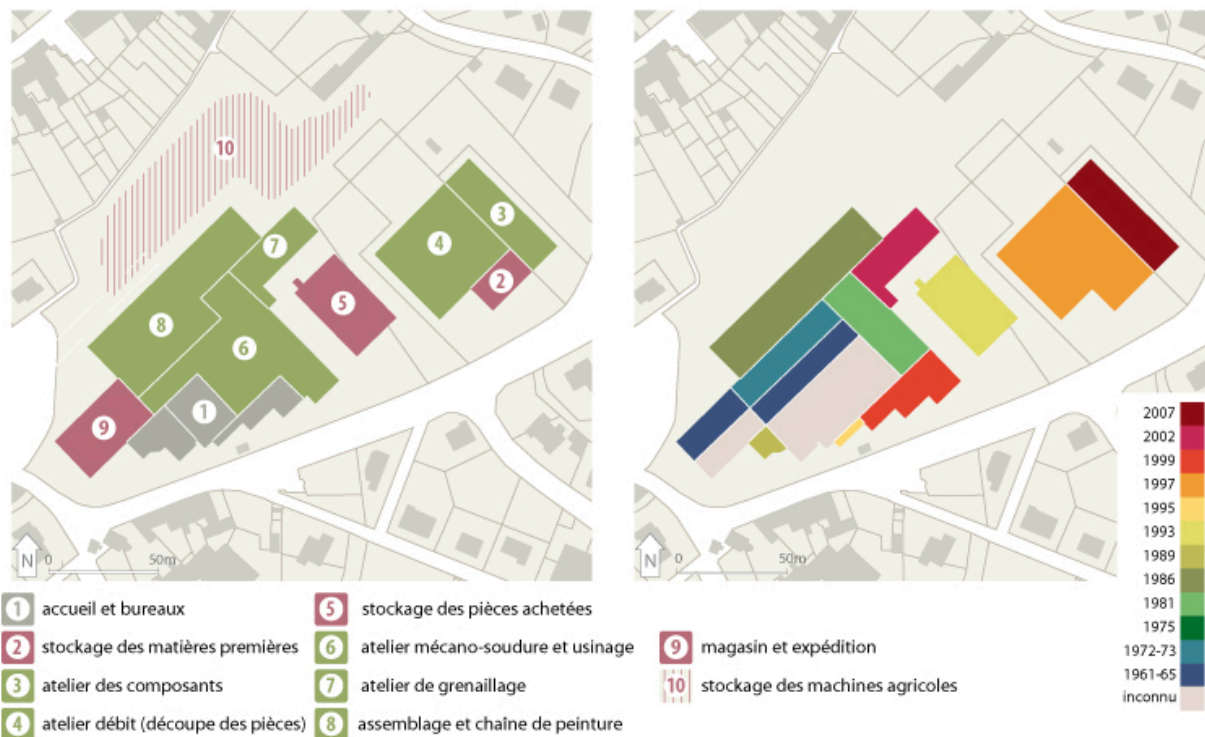 10
3
4
7
2
5
8
6
1
9
N
0
50m
N
0
50m
2007
2002
1999
1997
1995
1993
1989
1986
1981
1975
1972-73
1961-65
inconnu
1 accueil et bureaux
2 stockage des matières premières
3 atelier des composants
4 atelier débit (découpe des pièces)
5 stockage des pièces achetées
6 atelier mécano-soudure et usinage
7 atelier de grenaillage
8 assemblage et chaîne de peinture
9 magasin et expédition
10 stockage des machines agricoles